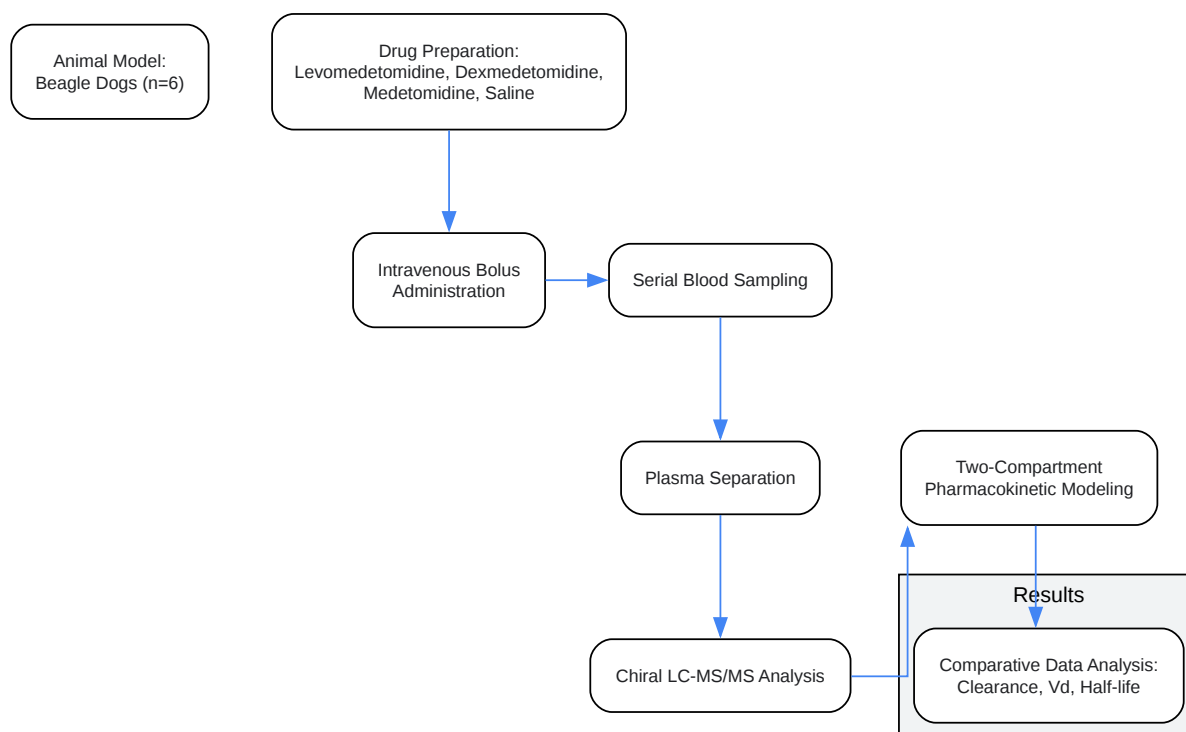 Animal Model:
Beagle Dogs (n=6)
Drug Preparation:
Levomedetomidine, Dexmedetomidine,
Medetomidine, Saline
Intravenous Bolus
Administration
Serial Blood Sampling
Plasma Separation
Two-Compartment
Pharmacokinetic Modeling
Chiral LC-MS/MS Analysis
Results
Comparative Data Analysis:
Clearance, Vd, Half-life